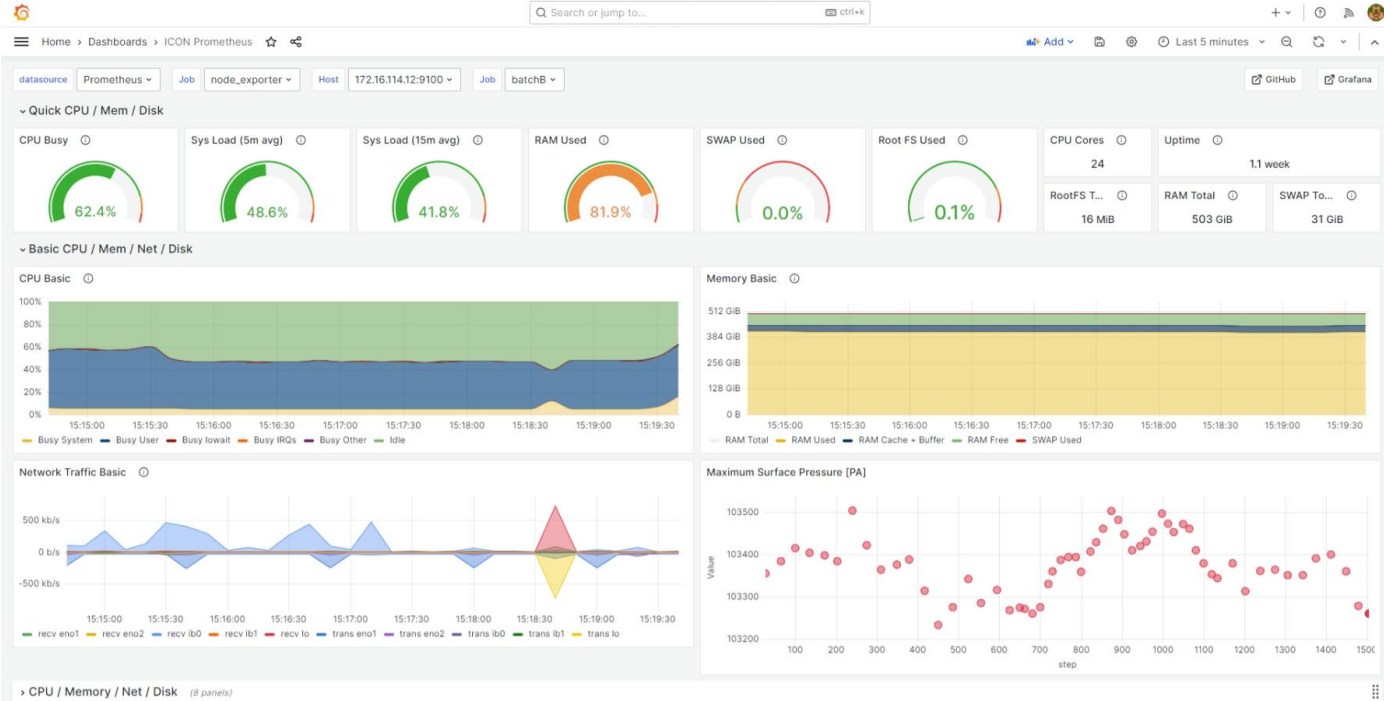 Search or jump to... ctrl+k
Home › Dashboards › ICON Prometheus Add Last 5 minutes
datasource Prometheus Job node_exporter Host 172.16.114.12:9100 Job batchB GitHub Grafana
Quick CPU / Mem / Disk
CPU Busy Sys Load (5m avg) Sys Load (15m avg) RAM Used SWAP Used Root FS Used CPU Cores Uptime
24 1.1 week
62.4% 48.6% 41.8% 81.9% 0.0% 0.1%
RootFS T... RAM Total SWAP To...
16 MiB 503 GiB 31 GiB
Basic CPU / Mem / Net / Disk
CPU Basic
100%
80%
60%
40%
20%
0%
15:15:00 15:15:30 15:16:00 15:16:30 15:17:00 15:17:30 15:18:00 15:18:30 15:19:00 15:19:30
Busy System Busy User Busy Iowait Busy IRQs Busy Other Idle
Memory Basic
512 GiB
384 GiB
256 GiB
128 GiB
0 B
15:15:00 15:15:30 15:16:00 15:16:30 15:17:00 15:17:30 15:18:00 15:18:30 15:19:00 15:19:30
RAM Total RAM Used RAM Cache + Buffer RAM Free SWAP Used
Network Traffic Basic
500 kb/s
0 b/s
-500 kb/s
15:15:00 15:15:30 15:16:00 15:16:30 15:17:00 15:17:30 15:18:00 15:18:30 15:19:00 15:19:30
recv eno1 recv eno2 recv ib0 recv ib1 recv lo trans eno1 trans eno2 trans ib0 trans ib1 trans lo
Maximum Surface Pressure [PA]
103500
103400
103300
103200
Value
100 200 300 400 500 600 700 800 900 1000 1100 1200 1300 1400 1500
step
CPU / Memory / Net / Disk (8 panels)